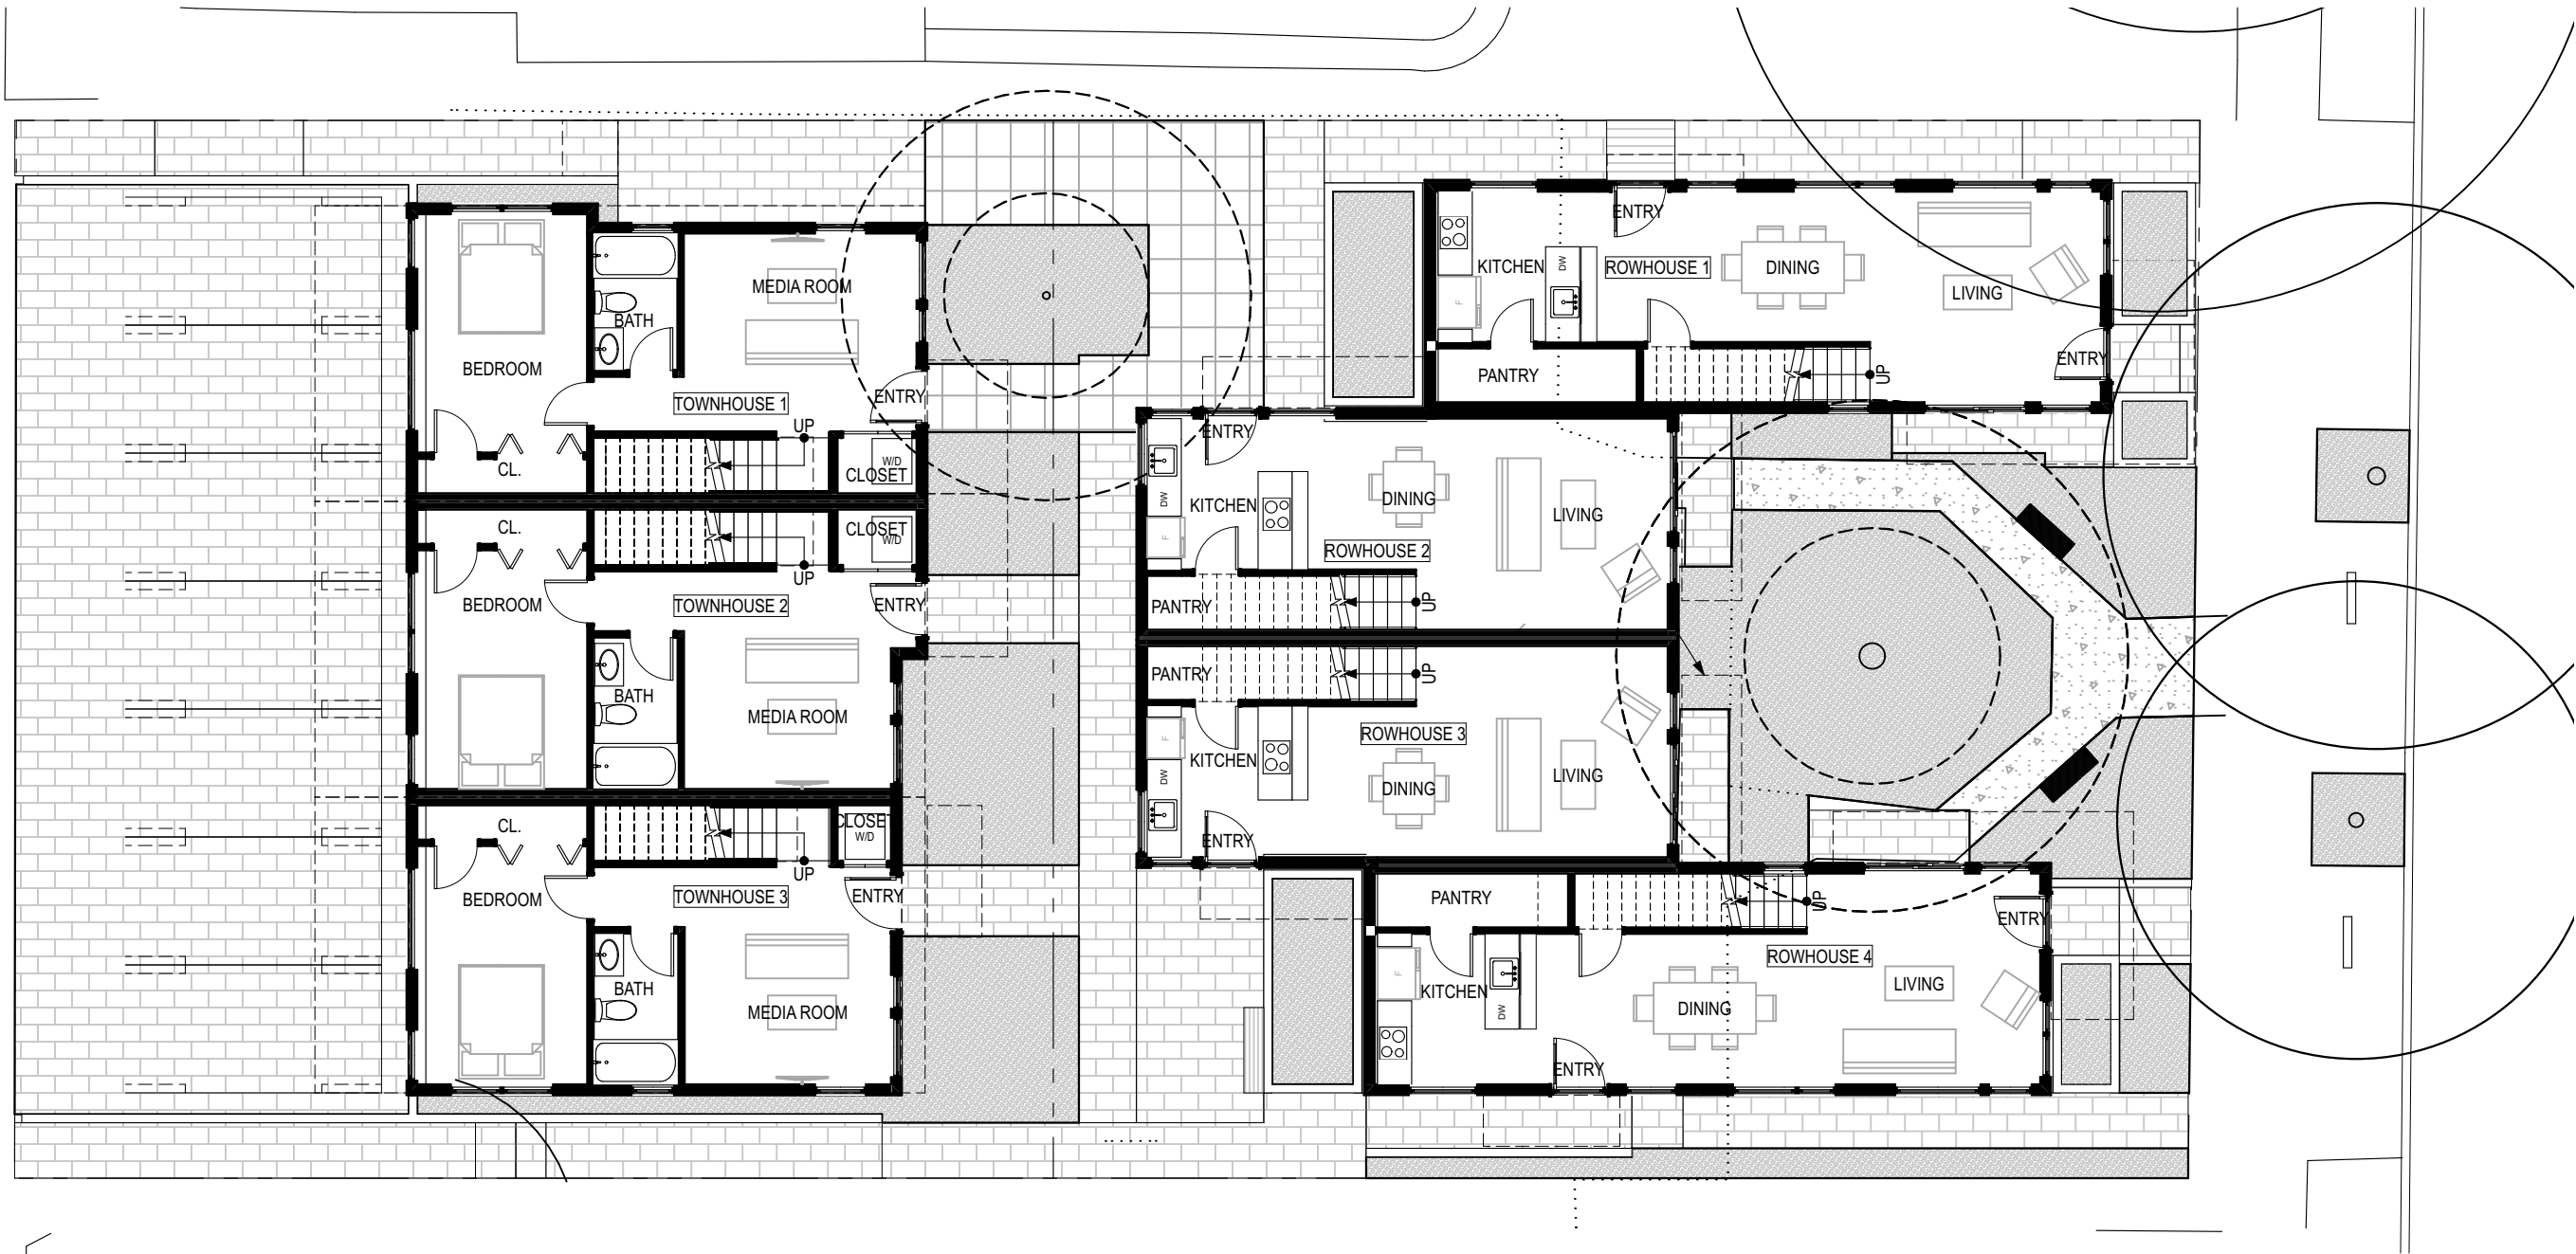 BEDROOM
BATH
MEDIA ROOM
TOWNHOUSE 1
ENTRY
UP
CL.
W/D
CLOSET
CL.
UP
CLOSET
W/D
BEDROOM
TOWNHOUSE 2
ENTRY
BATH
MEDIA ROOM
CL.
UP
CLOSET
W/D
BEDROOM
TOWNHOUSE 3
ENTRY
BATH
MEDIA ROOM
ENTRY
KITCHEN
DW
F
ROWHOUSE 1
DINING
LIVING
PANTRY
UP
ENTRY
ENTRY
DW
F
KITCHEN
DINING
LIVING
ROWHOUSE 2
PANTRY
UP
PANTRY
UP
F
DW
KITCHEN
ROWHOUSE 3
DINING
LIVING
ENTRY
PANTRY
UP
ENTRY
F
KITCHEN
DW
ROWHOUSE 4
DINING
LIVING
ENTRY